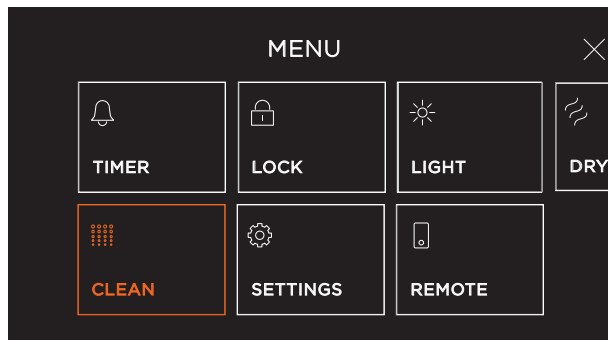 MENU
TIMER
LOCK
LIGHT
DRY
CLEAN
SETTINGS
REMOTE